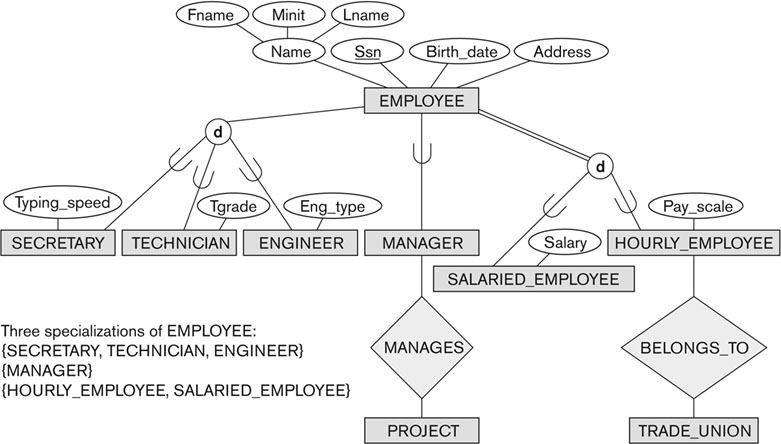 Fname
Minit
Lname
Name
Ssn
Birth_date
Address
EMPLOYEE
d
d
Typing_speed
Tgrade
Eng_type
Pay_scale
SECRETARY
TECHNICIAN
ENGINEER
MANAGER
Salary
HOURLY_EMPLOYEE
SALARIED_EMPLOYEE
Three specializations of EMPLOYEE:
{SECRETARY, TECHNICIAN, ENGINEER}
{MANAGER}
{HOURLY_EMPLOYEE, SALARIED_EMPLOYEE}
MANAGES
BELONGS_TO
PROJECT
TRADE_UNION